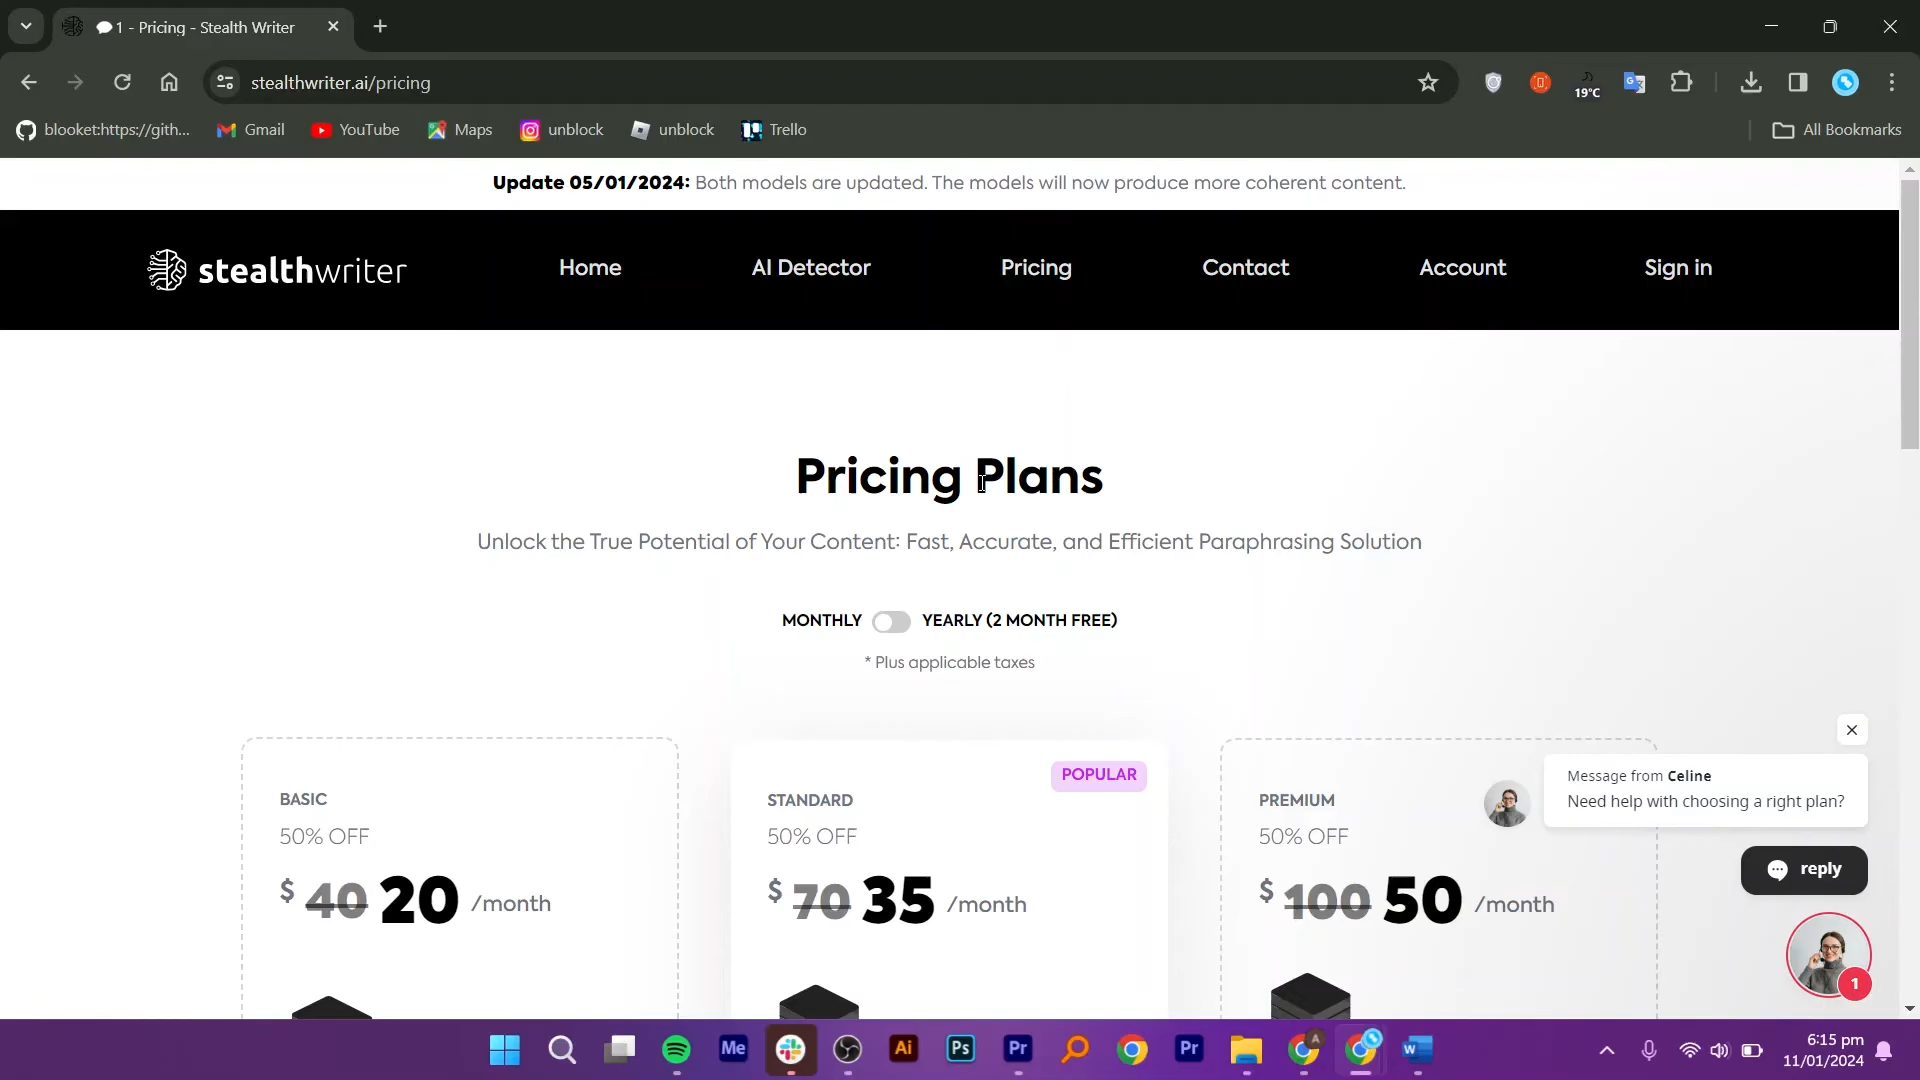 1 - Pricing - Stealth Writer
stealthwriter.ai/pricing
19°C
blooket:https://gith... Gmail YouTube Maps unblock unblock Trello All Bookmarks
Update 05/01/2024: Both models are updated. The models will now produce more coherent content.
stealthwriter Home AI Detector Pricing Contact Account Sign in
Pricing Plans
Unlock the True Potential of Your Content: Fast, Accurate, and Efficient Paraphrasing Solution
MONTHLY YEARLY (2 MONTH FREE)
* Plus applicable taxes
BASIC
50% OFF
$ 40 20 /month
POPULAR
STANDARD
50% OFF
$ 70 35 /month
PREMIUM
50% OFF
$ 100 50 /month
Message from Celine
Need help with choosing a right plan?
reply
1
Me Ai Ps Pr Pr A W
6:15 pm
11/01/2024